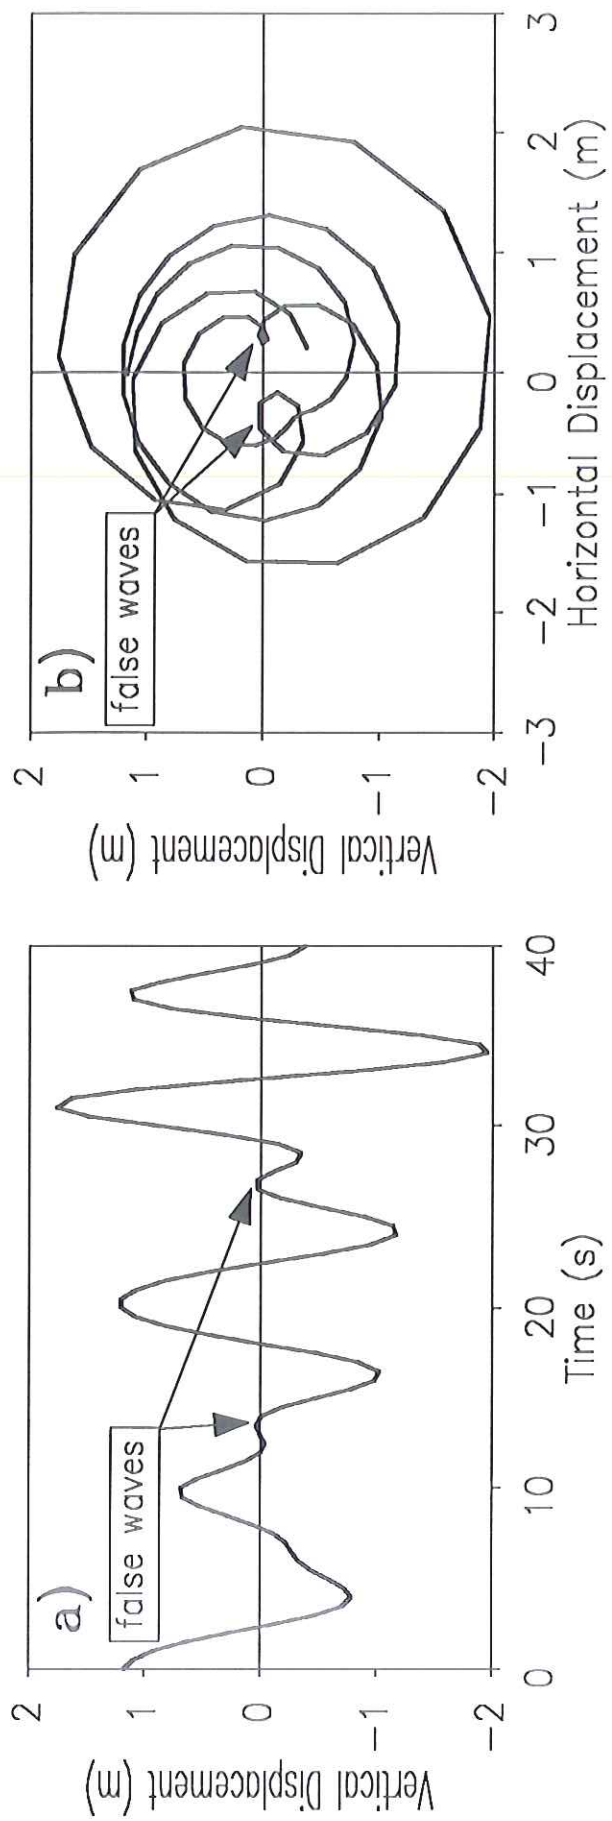 a)
false waves
Vertical Displacement (m)
2
1
0
−1
−2
0
10
20
30
40
Time (s)
b)
false waves
Vertical Displacement (m)
2
1
0
−1
−2
−3
−2
−1
0
1
2
3
Horizontal Displacement (m)